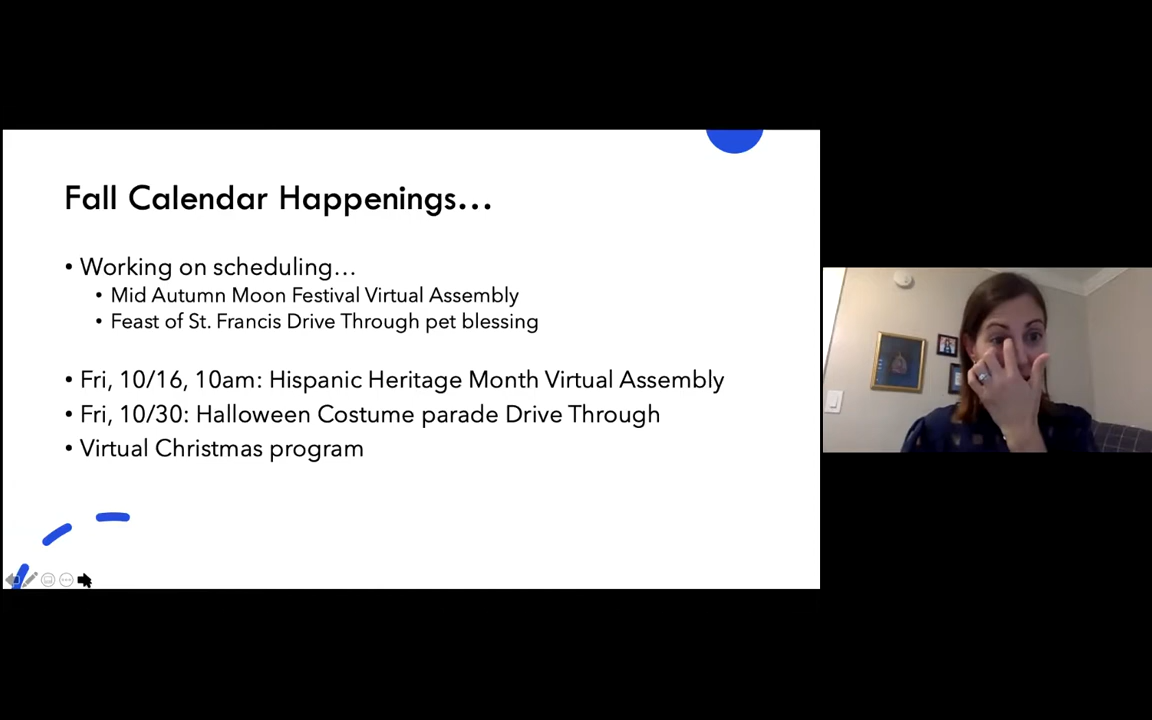 Fall Calendar Happenings...
• Working on scheduling...
• Mid Autumn Moon Festival Virtual Assembly
• Feast of St. Francis Drive Through pet blessing
• Fri, 10/16, 10am: Hispanic Heritage Month Virtual Assembly
• Fri, 10/30: Halloween Costume parade Drive Through
• Virtual Christmas program